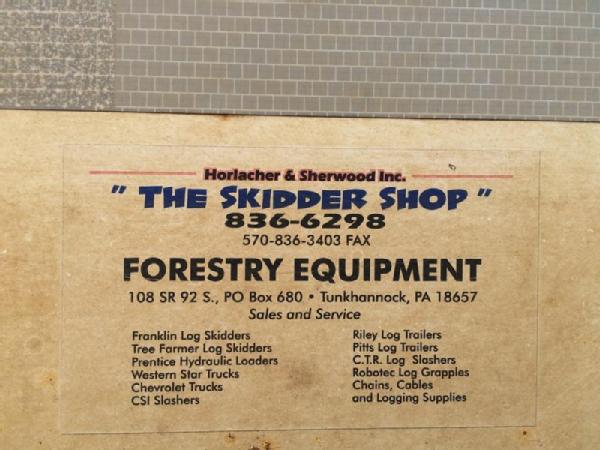 Horlacher & Sherwood Inc.
" THE SKIDDER SHOP "
836-6298
570-836-3403 FAX
FORESTRY EQUIPMENT
108 SR 92 S., PO Box 680 • Tunkhannock, PA 18657
Sales and Service
Franklin Log Skidders
Tree Farmer Log Skidders
Prentice Hydraulic Loaders
Western Star Trucks
Chevrolet Trucks
CSI Slashers
Riley Log Trailers
Pitts Log Trailers
C.T.R. Log Slashers
Robotec Log Grapples
Chains, Cables
and Logging Supplies